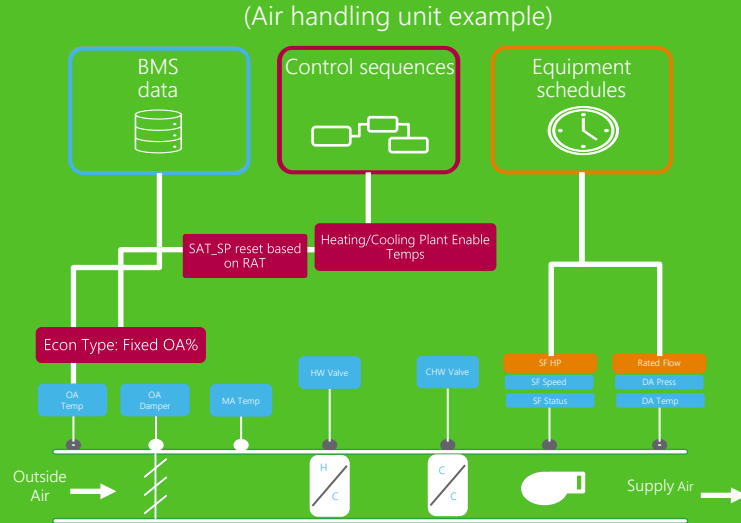 (Air handling unit example)
BMS
data
Control sequences
Equipment
schedules
SAT_SP reset based
on RAT
Heating/Cooling Plant Enable
Temps
Econ Type: Fixed OA%
OA
Temp
OA
Damper
MA Temp
HW Valve
CHW Valve
SF HP
SF Speed
SF Status
Rated Flow
DA Press
DA Temp
Outside
Air
H
C
C
C
Supply Air